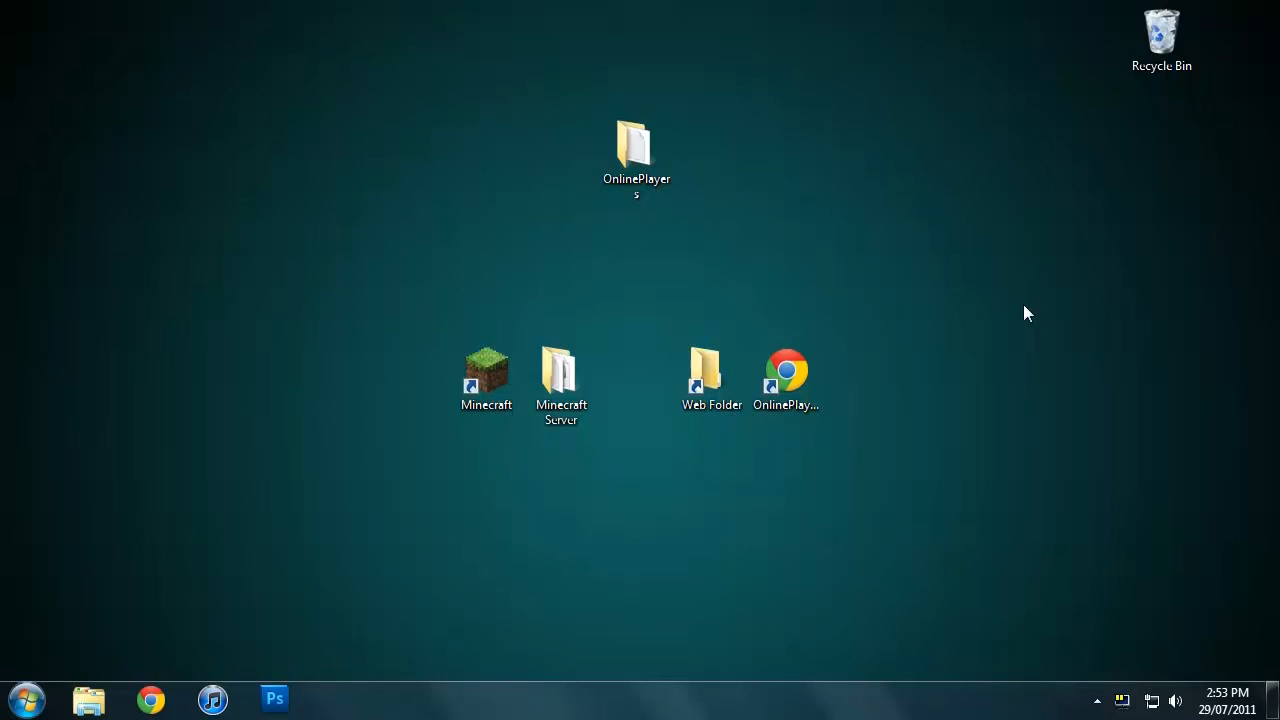 Recycle Bin
OnlinePlayer
s
Minecraft
Minecraft
Server
Web Folder
OnlinePlay...
Ps
2:53 PM
29/07/2011